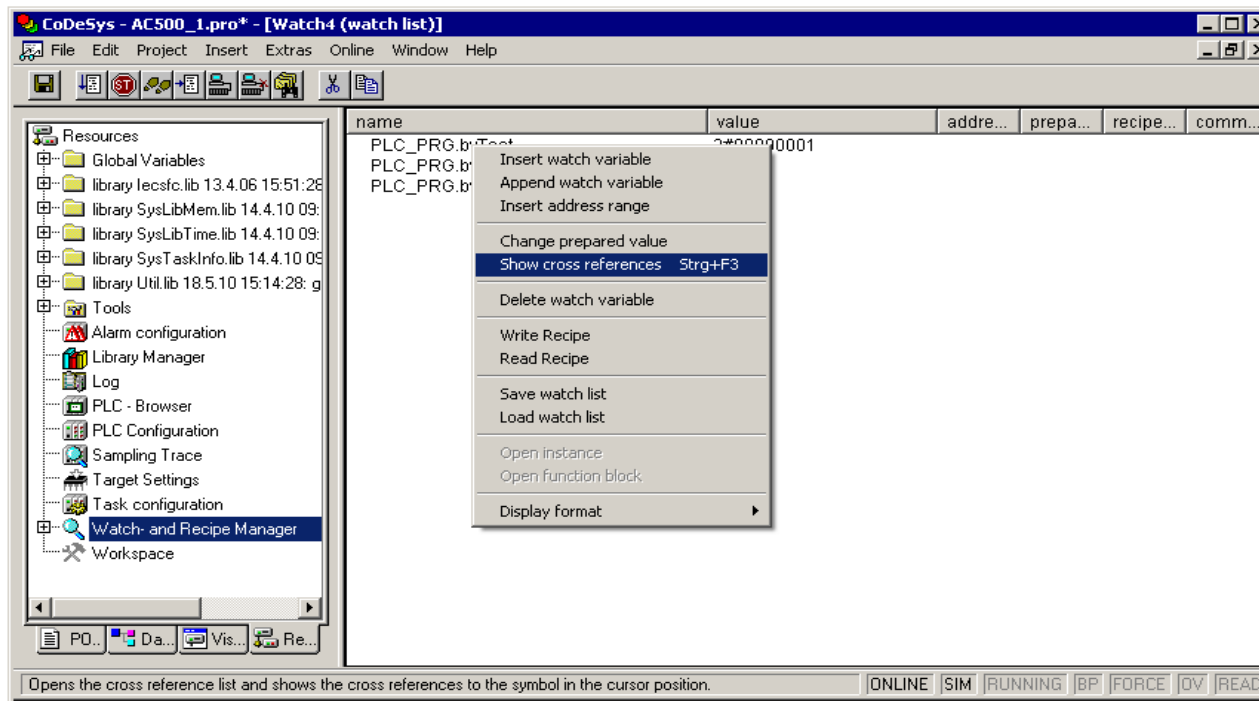 CoDeSys - AC500_1.pro* - [Watch4 (watch list)]
File Edit Project Insert Extras Online Window Help
STOP
name value addre... prepa... recipe... comm...
Resources
Global Variables
library Iecsfc.lib 13.4.06 15:51:28
library SysLibMem.lib 14.4.10 09:
library SysLibTime.lib 14.4.10 09:
library SysTaskInfo.lib 14.4.10 09
library Util.lib 18.5.10 15:14:28: g
Tools
Alarm configuration
Library Manager
Log
PLC - Browser
PLC Configuration
Sampling Trace
Target Settings
Task configuration
Watch- and Recipe Manager
Workspace
PO... Da... Vis... Re...
PLC_PRG.byTest 2#00000001
PLC_PRG.b
PLC_PRG.b
Insert watch variable
Append watch variable
Insert address range
Change prepared value
Show cross references Strg+F3
Delete watch variable
Write Recipe
Read Recipe
Save watch list
Load watch list
Open instance
Open function block
Display format
Opens the cross reference list and shows the cross references to the symbol in the cursor position.
ONLINE SIM RUNNING BP FORCE OV READ